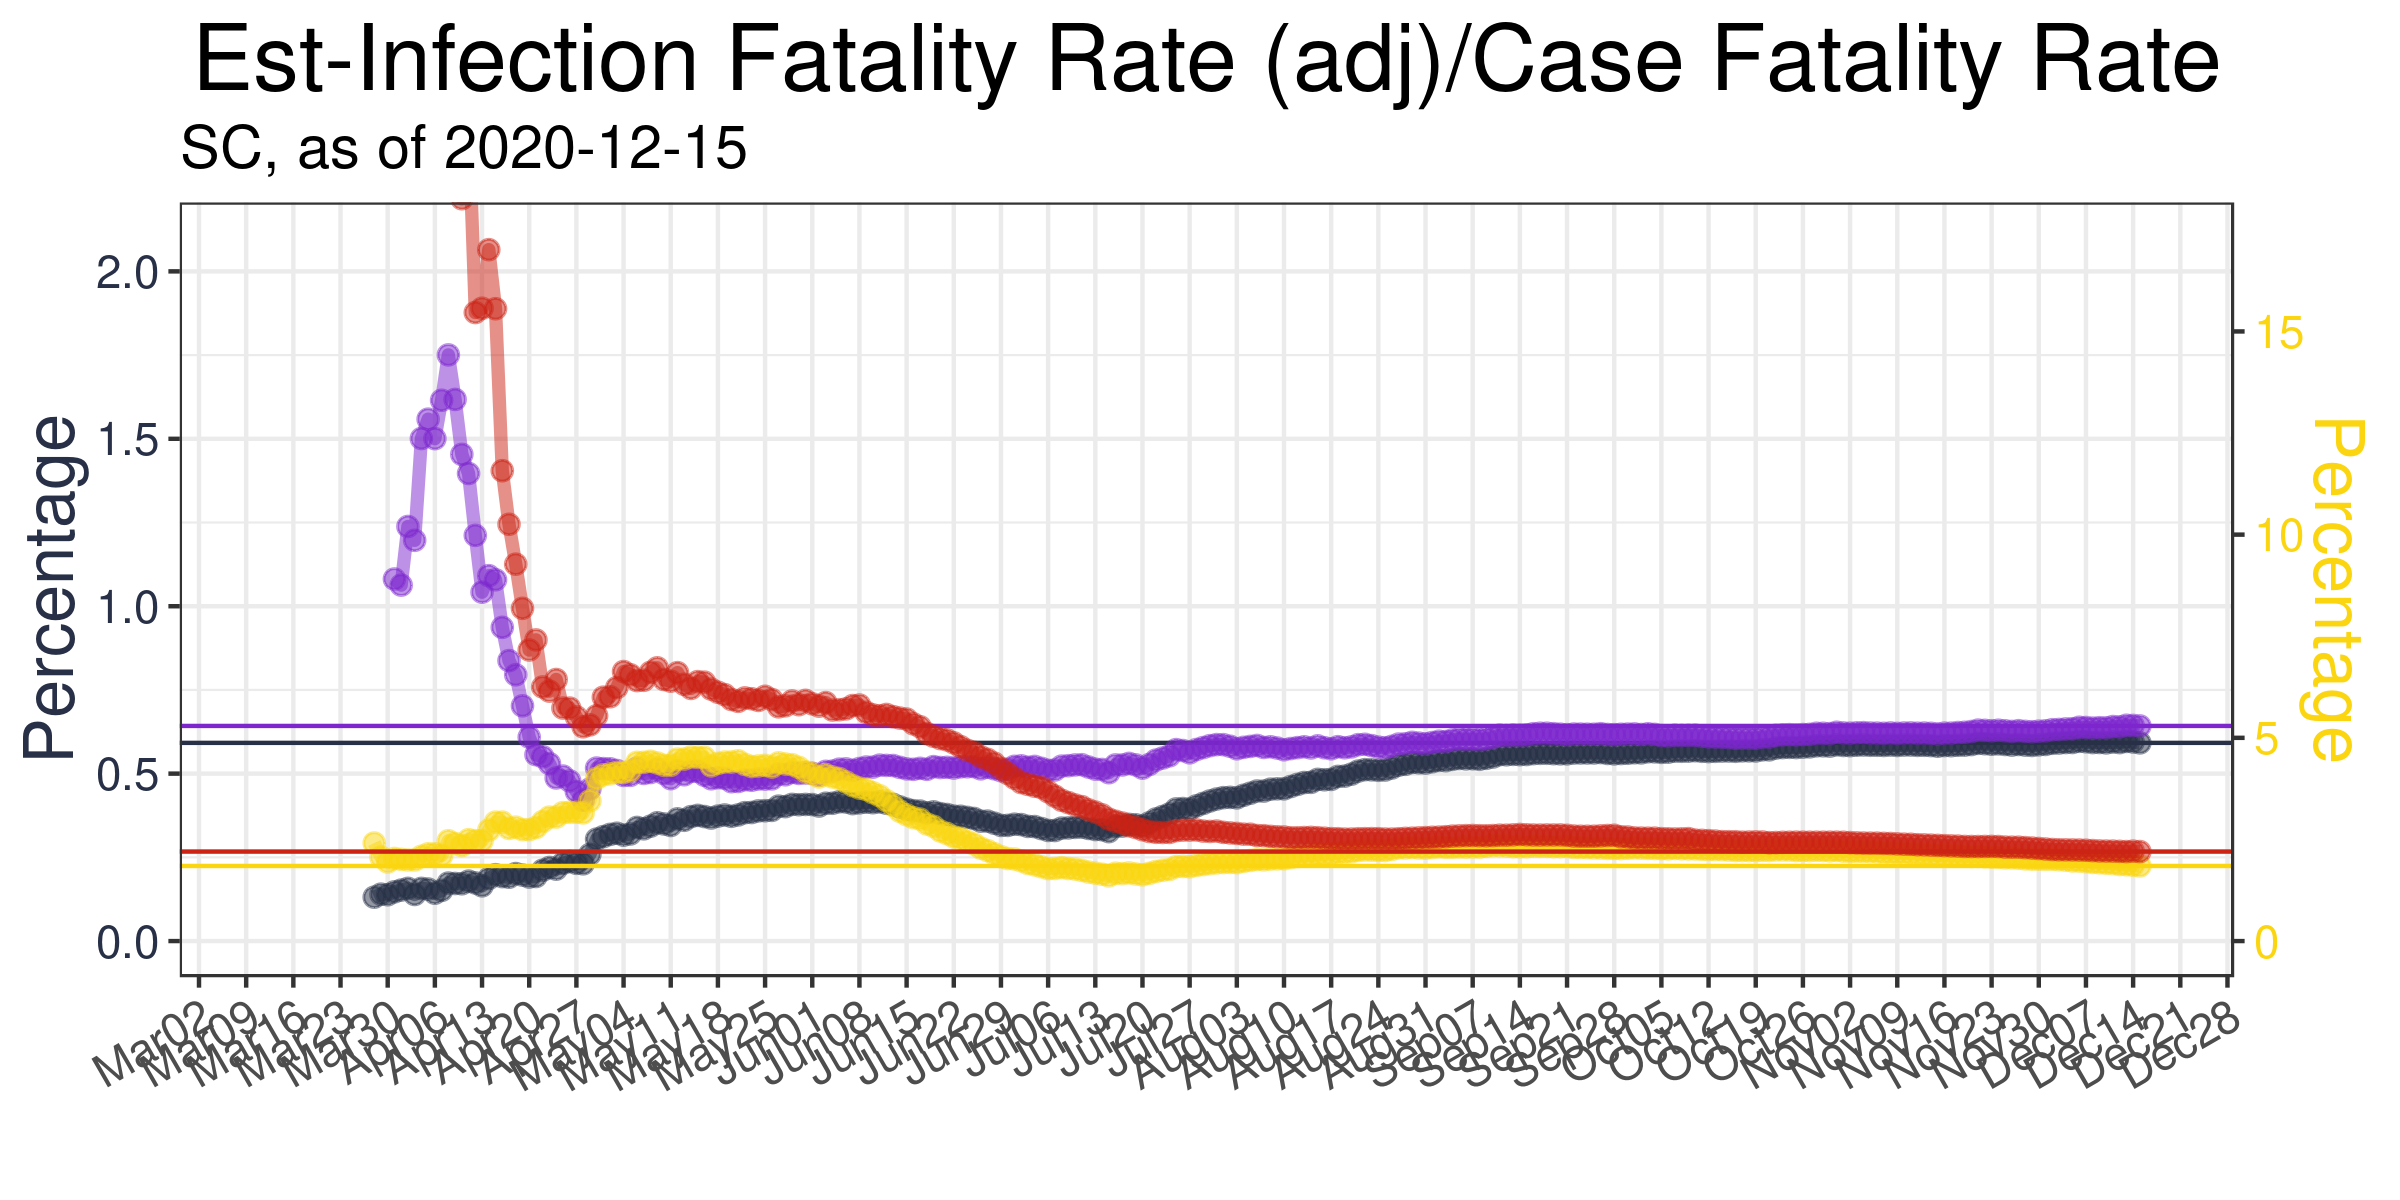 Est-Infection Fatality Rate (adj)/Case Fatality Rate
SC, as of 2020-12-15
Percentage
2.0
1.5
1.0
0.5
0.0
15
10
5
0
Percentage
Mar02
Mar09
Mar16
Mar23
Mar30
Apr06
Apr13
Apr20
Apr27
May04
May11
May18
May25
Jun01
Jun08
Jun15
Jun22
Jun29
Jul06
Jul13
Jul20
Jul27
Aug03
Aug10
Aug17
Aug24
Aug31
Sep07
Sep14
Sep21
Sep28
Oct05
Oct12
Oct19
Oct26
Nov02
Nov09
Nov16
Nov23
Nov30
Dec07
Dec14
Dec21
Dec28